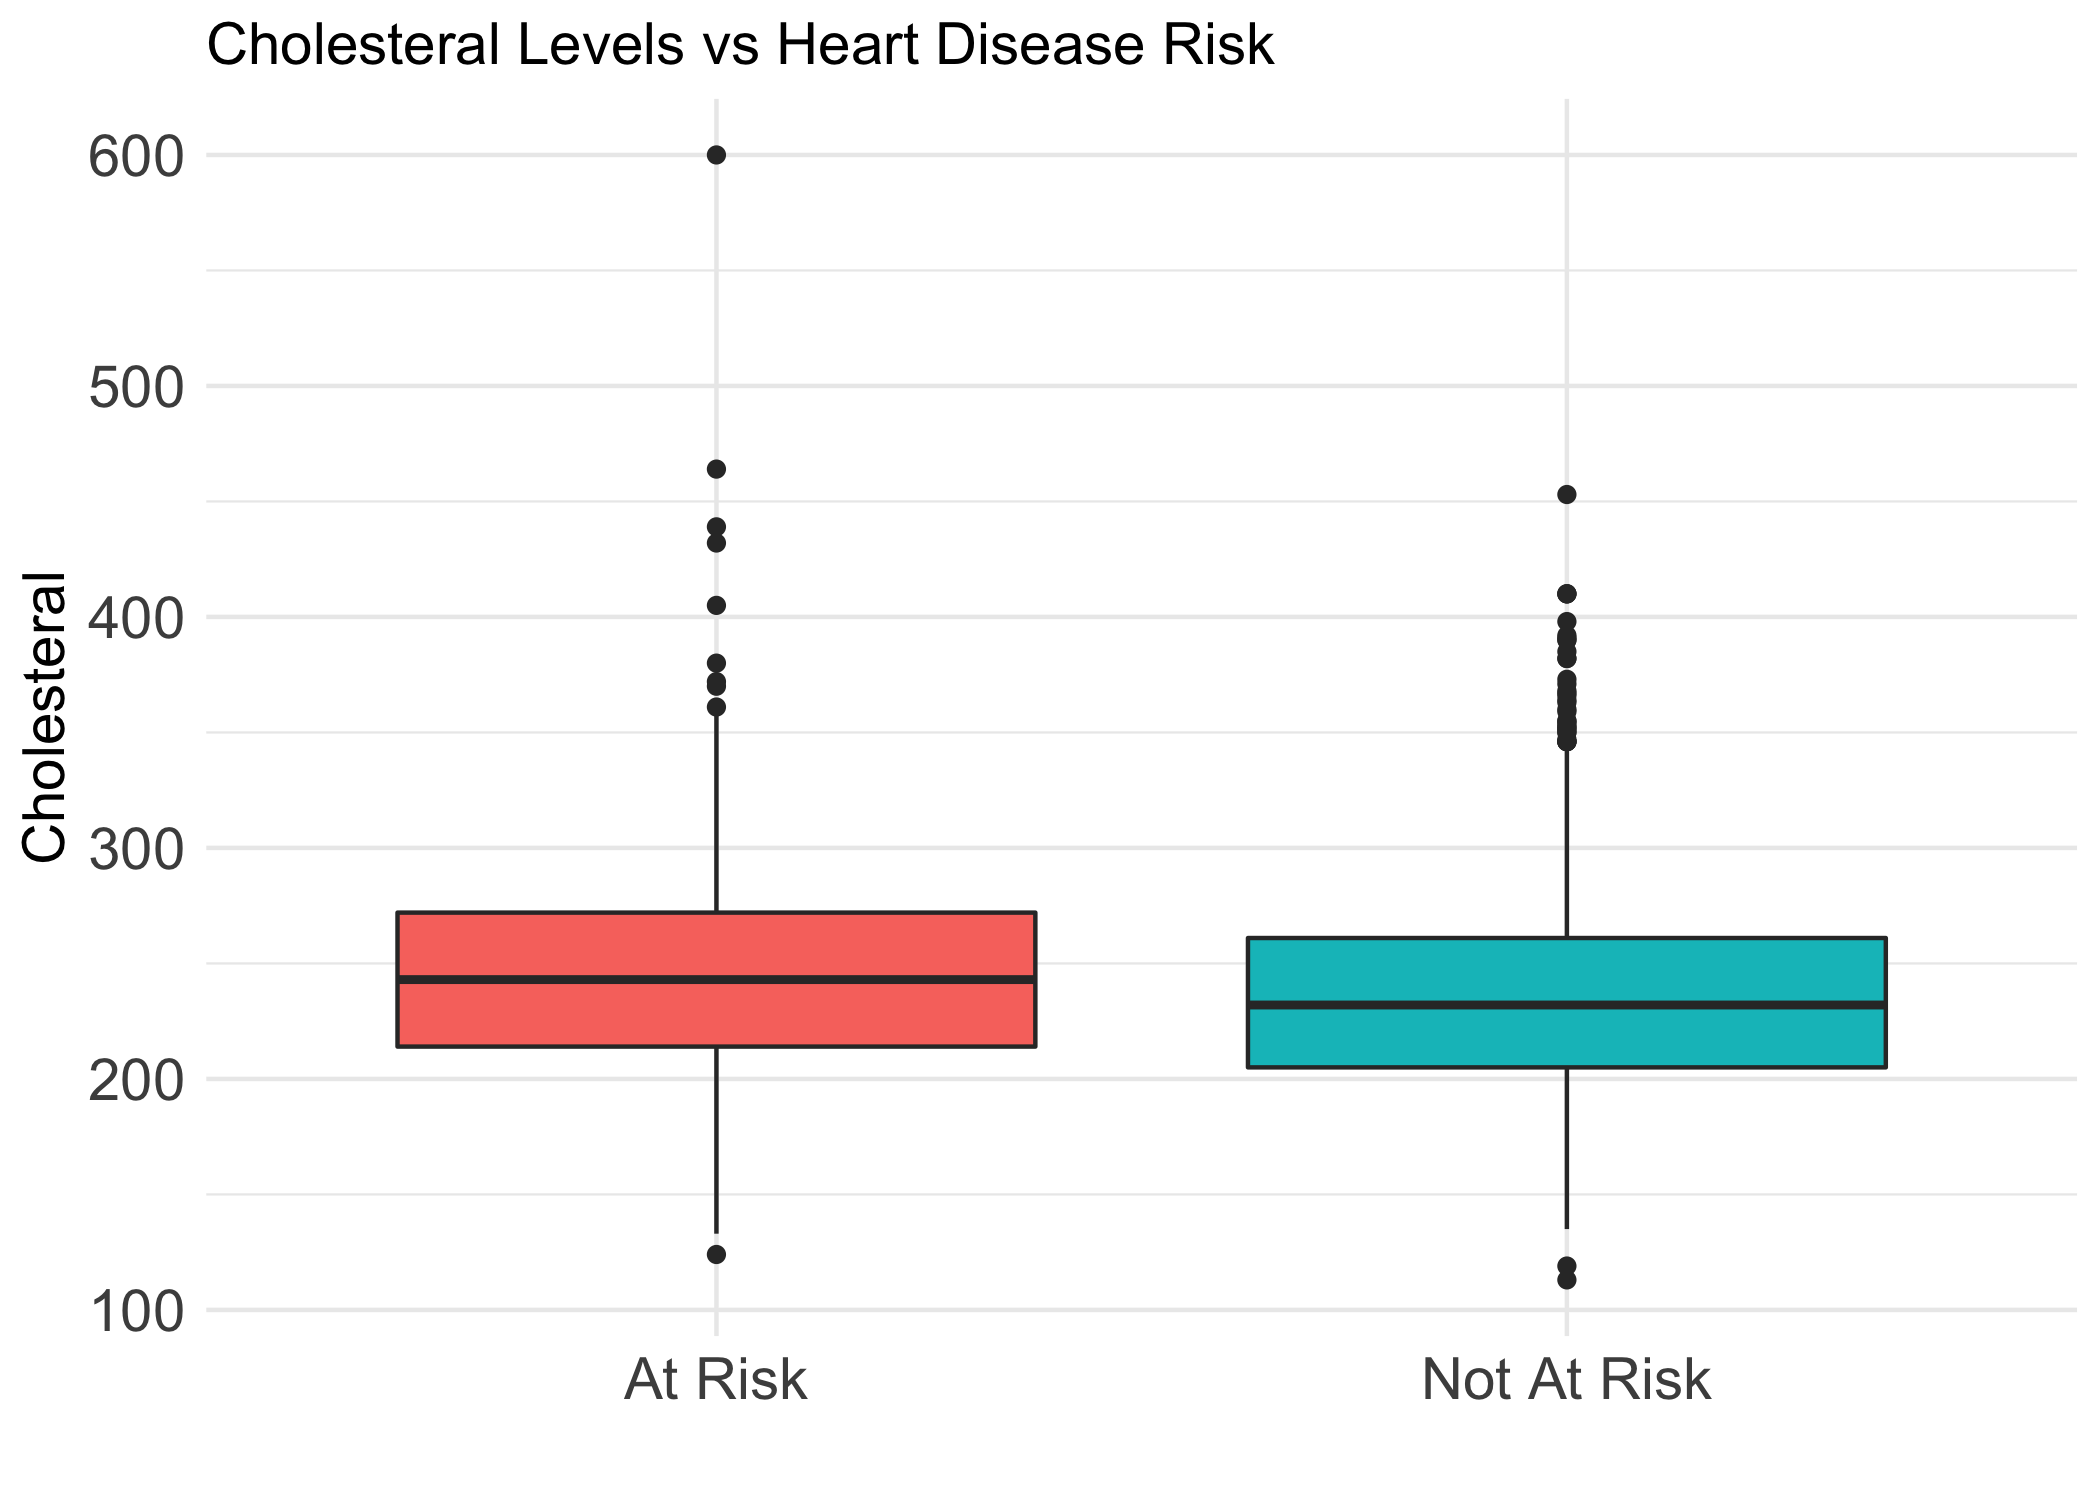 Cholesteral Levels vs Heart Disease Risk
Cholesteral
600
500
400
300
200
100
At Risk
Not At Risk